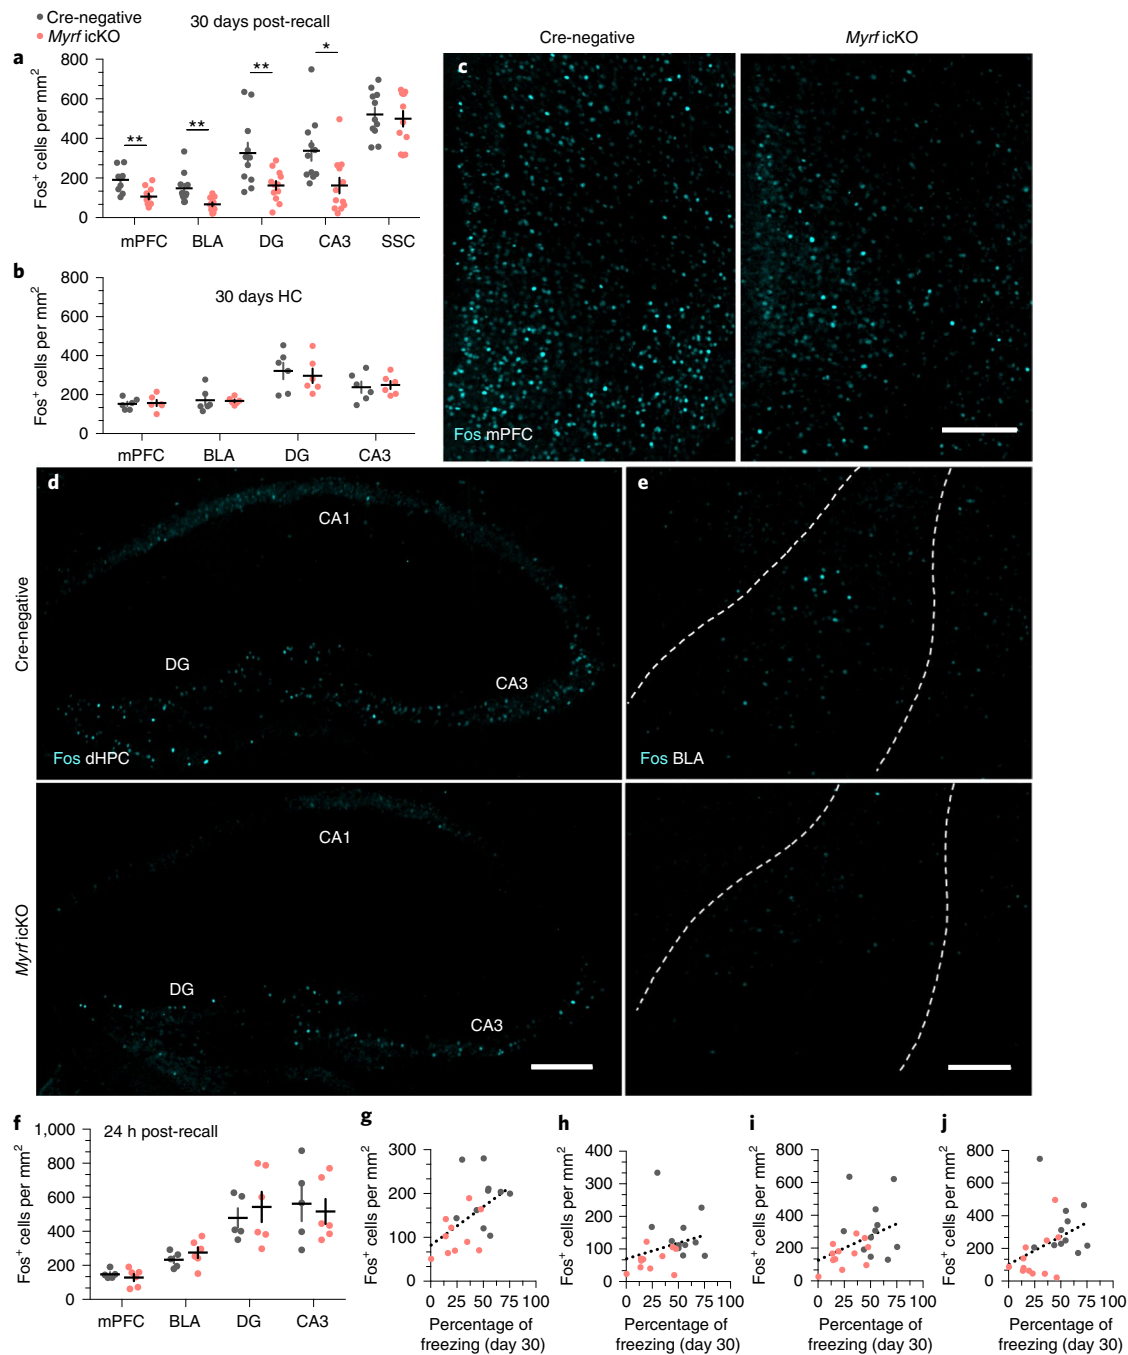 Cre-negative
Myrf icKO
30 days post-recall
a
Fos+ cells per mm2
800
600
400
200
0
** ** ** *
mPFC BLA DG CA3 SSC
b
30 days HC
Fos+ cells per mm2
800
600
400
200
0
mPFC BLA DG CA3
Cre-negative Myrf icKO
c
Fos mPFC
d
Cre-negative
CA1
DG
CA3
Fos dHPC
e
Fos BLA
Myrf icKO
CA1
DG
CA3
f
24 h post-recall
Fos+ cells per mm2
1,000
800
600
400
200
0
mPFC BLA DG CA3
g
Fos+ cells per mm2
300
200
100
0
0 25 50 75 100
Percentage of
freezing (day 30)
h
Fos+ cells per mm2
400
300
200
100
0
0 25 50 75 100
Percentage of
freezing (day 30)
i
Fos+ cells per mm2
800
600
400
200
0
0 25 50 75 100
Percentage of
freezing (day 30)
j
Fos+ cells per mm2
800
600
400
200
0
0 25 50 75 100
Percentage of
freezing (day 30)